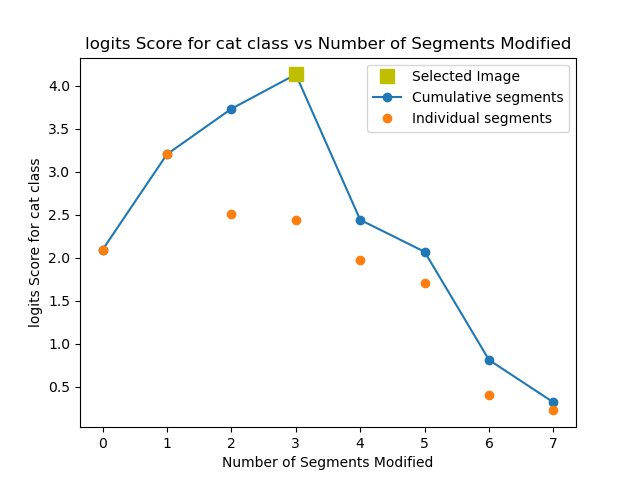 logits Score for cat class vs Number of Segments Modified
Selected Image
Cumulative segments
Individual segments
logits Score for cat class
4.0
3.5
3.0
2.5
2.0
1.5
1.0
0.5
0 1 2 3 4 5 6 7
Number of Segments Modified